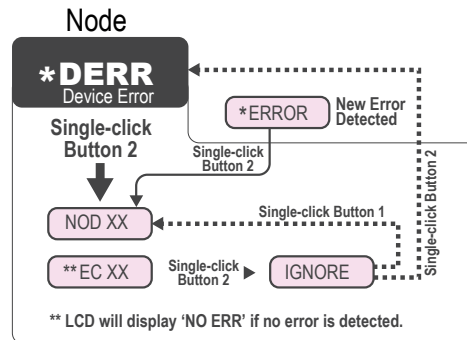 Node
*DERR
Device Error
*ERROR
New Error
Detected
Single-click
Button 2
Single-click
Button 2
Single-click Button 2
NOD XX
Single-click Button 1
**EC XX
Single-click
Button 2
IGNORE
** LCD will display ‘NO ERR’ if no error is detected.